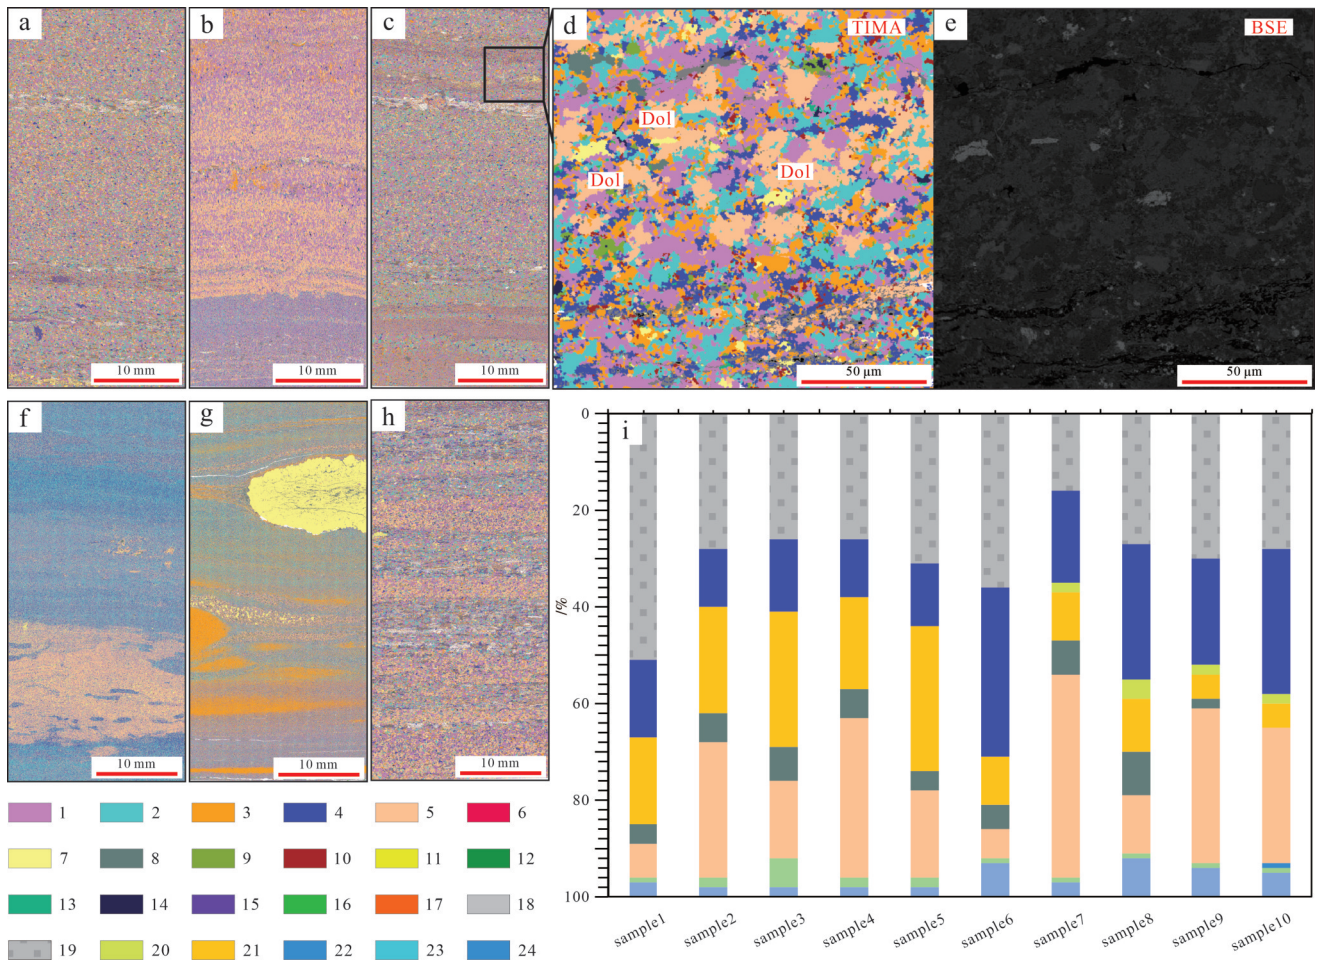 a
b
c
d
TIMA
e
BSE
Dol
Dol
Dol
10 mm
10 mm
10 mm
50 μm
50 μm
f
g
h
i
10 mm
10 mm
10 mm
0
20
40
60
80
100
/%
sample1
sample2
sample3
sample4
sample5
sample6
sample7
sample8
sample9
sample10
1 2 3 4 5 6
7 8 9 10 11 12
13 14 15 16 17 18
19 20 21 22 23 24